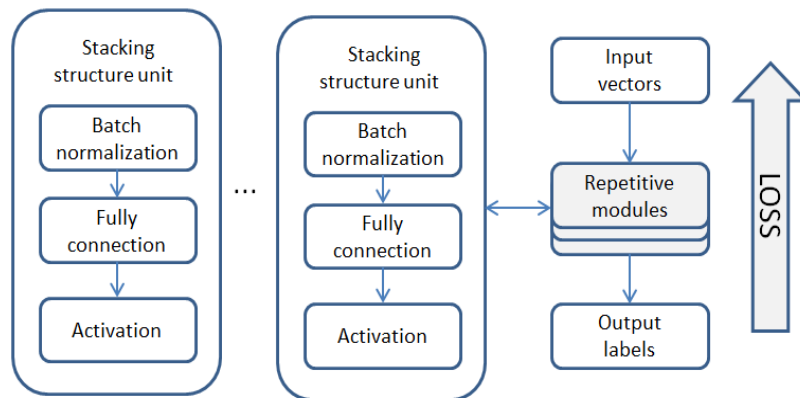 Stacking
structure unit
Batch
normalization
Fully
connection
Activation
...
Stacking
structure unit
Batch
normalization
Fully
connection
Activation
Input
vectors
Repetitive
modules
Output
labels
LOSS